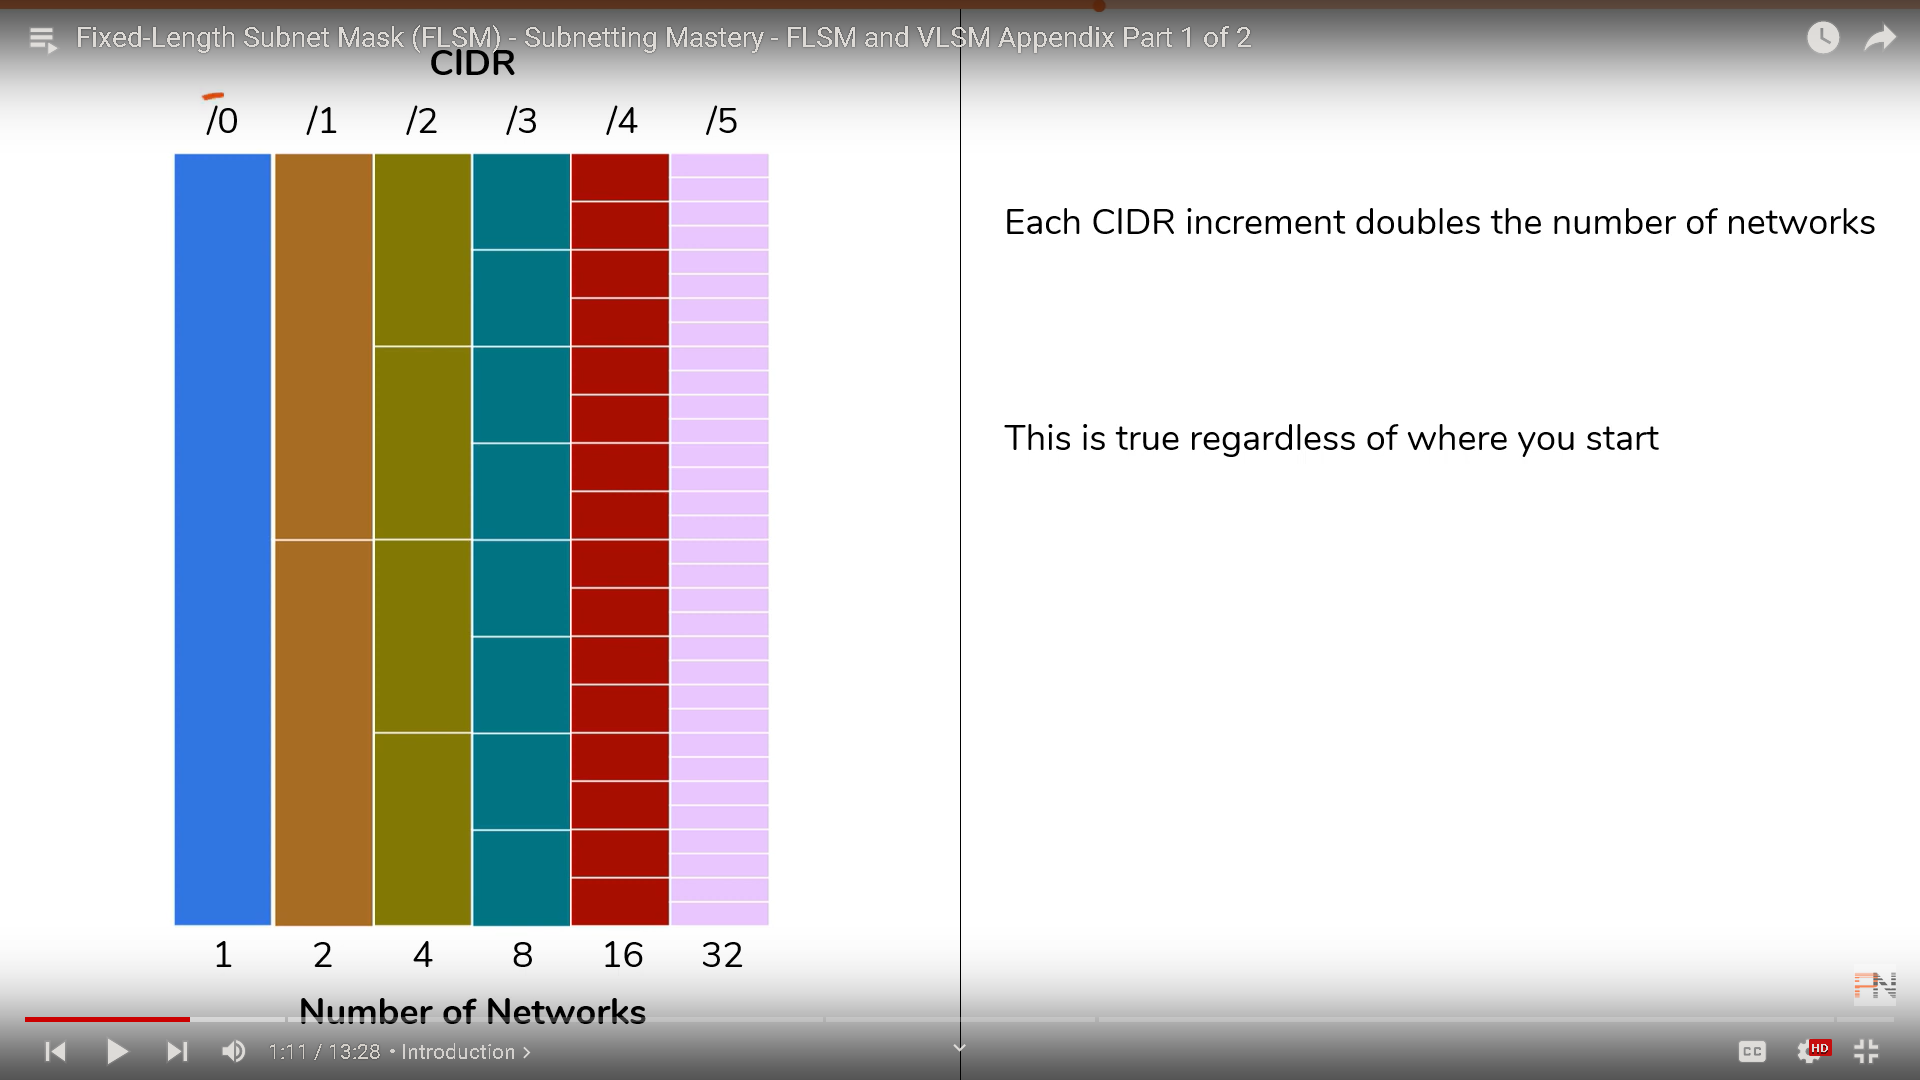 Fixed-Length Subnet Mask (FLSM) - Subnetting Mastery - FLSM and VLSM Appendix Part 1 of 2
CIDR
/0 /1 /2 /3 /4 /5
Each CIDR increment doubles the number of networks
This is true regardless of where you start
1 2 4 8 16 32
Number of Networks
PN
1:11 / 13:28 • Introduction >
CC HD